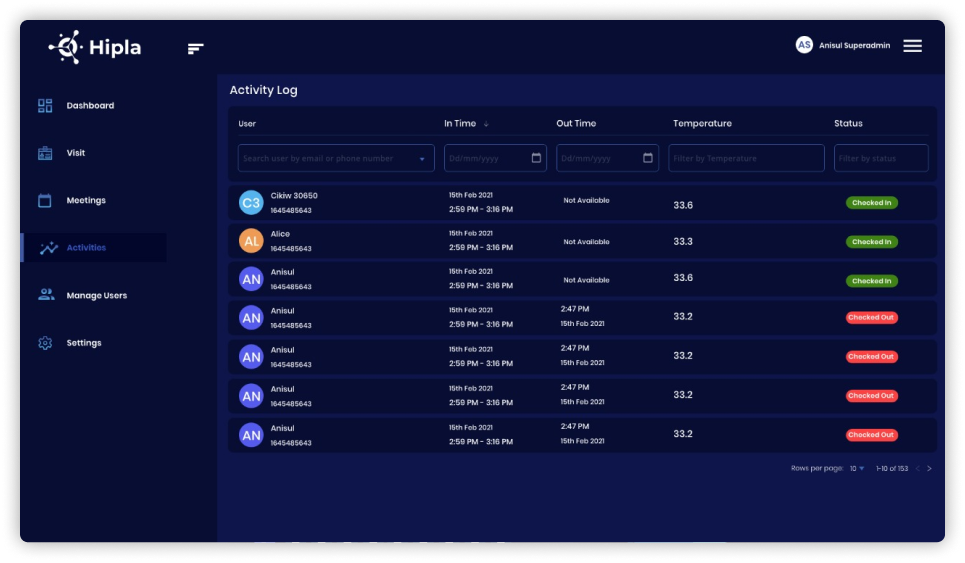 Hipla
AS Anisul Superadmin
Dashboard
Visit
Meetings
Activities
Manage Users
Settings
Activity Log
User In Time Out Time Temperature Status
Search user by email or phone number Dd/mm/yyyy Dd/mm/yyyy Filter by Temperature Filter by status
C3 Cikiw 30650 15th Feb 2021 Not Available 33.6 Checked In
1645485643 2:59 PM - 3:16 PM
AL Alice 15th Feb 2021 Not Available 33.3 Checked In
1645485643 2:59 PM - 3:16 PM
AN Anisul 15th Feb 2021 Not Available 33.6 Checked In
1645485643 2:59 PM - 3:16 PM
AN Anisul 15th Feb 2021 2:47 PM 33.2 Checked Out
1645485643 2:59 PM - 3:16 PM 15th Feb 2021
AN Anisul 15th Feb 2021 2:47 PM 33.2 Checked Out
1645485643 2:59 PM - 3:16 PM 15th Feb 2021
AN Anisul 15th Feb 2021 2:47 PM 33.2 Checked Out
1645485643 2:59 PM - 3:16 PM 15th Feb 2021
AN Anisul 15th Feb 2021 2:47 PM 33.2 Checked Out
1645485643 2:59 PM - 3:16 PM 15th Feb 2021
Rows per page: 10 1-10 of 153